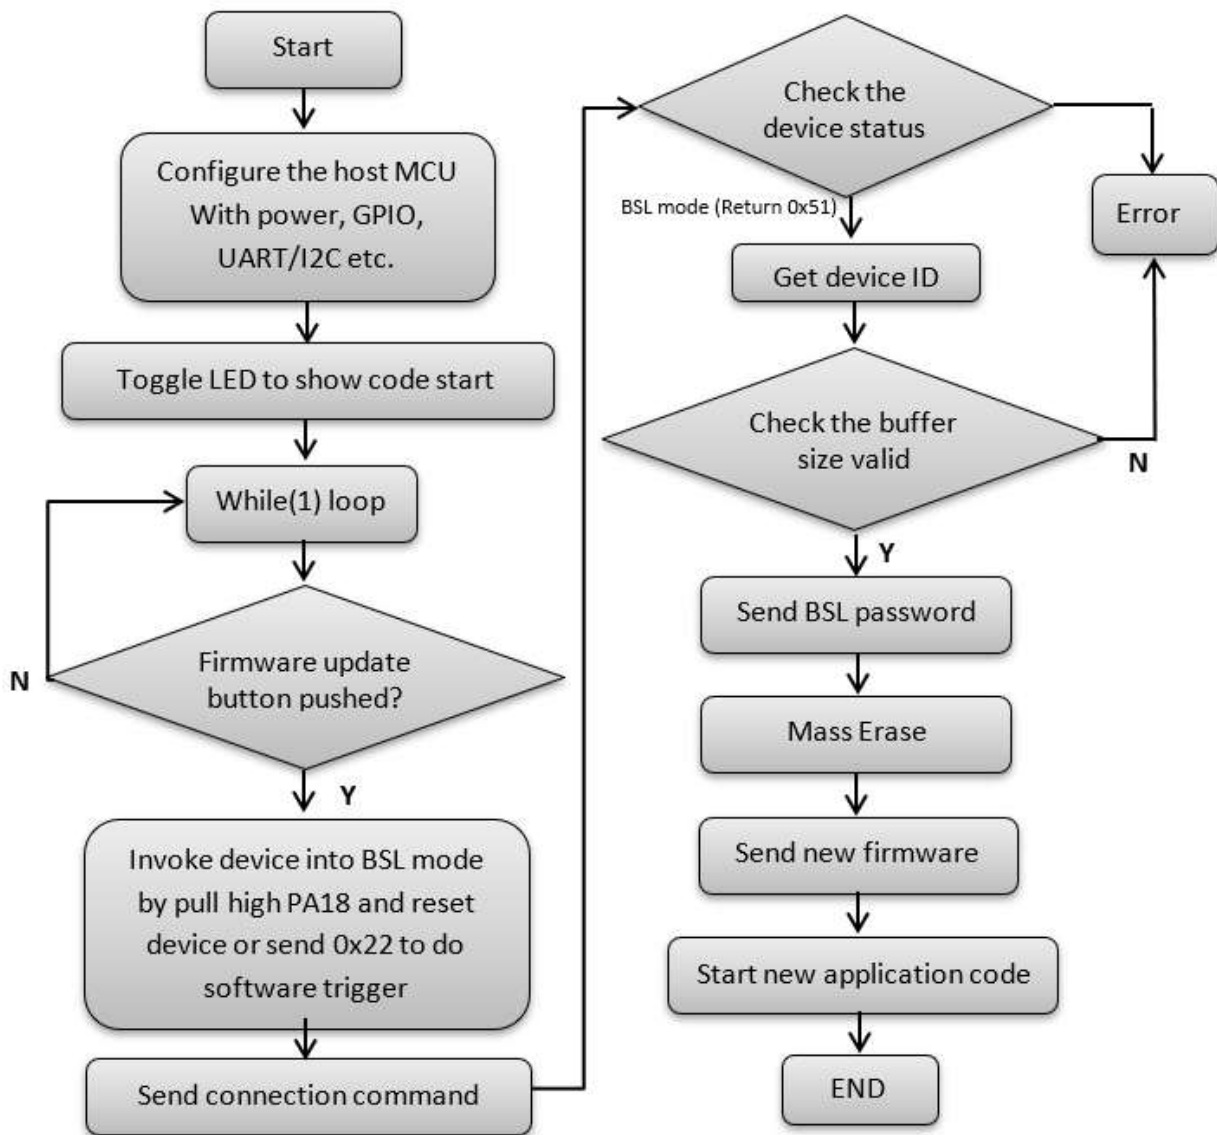 Start
Configure the host MCU
With power, GPIO,
UART/I2C etc.
Toggle LED to show code start
While(1) loop
Firmware update
button pushed?
N
Y
Invoke device into BSL mode
by pull high PA18 and reset
device or send 0x22 to do
software trigger
Send connection command
Check the
device status
BSL mode (Return 0x51)
Error
Get device ID
Check the buffer
size valid
N
Y
Send BSL password
Mass Erase
Send new firmware
Start new application code
END